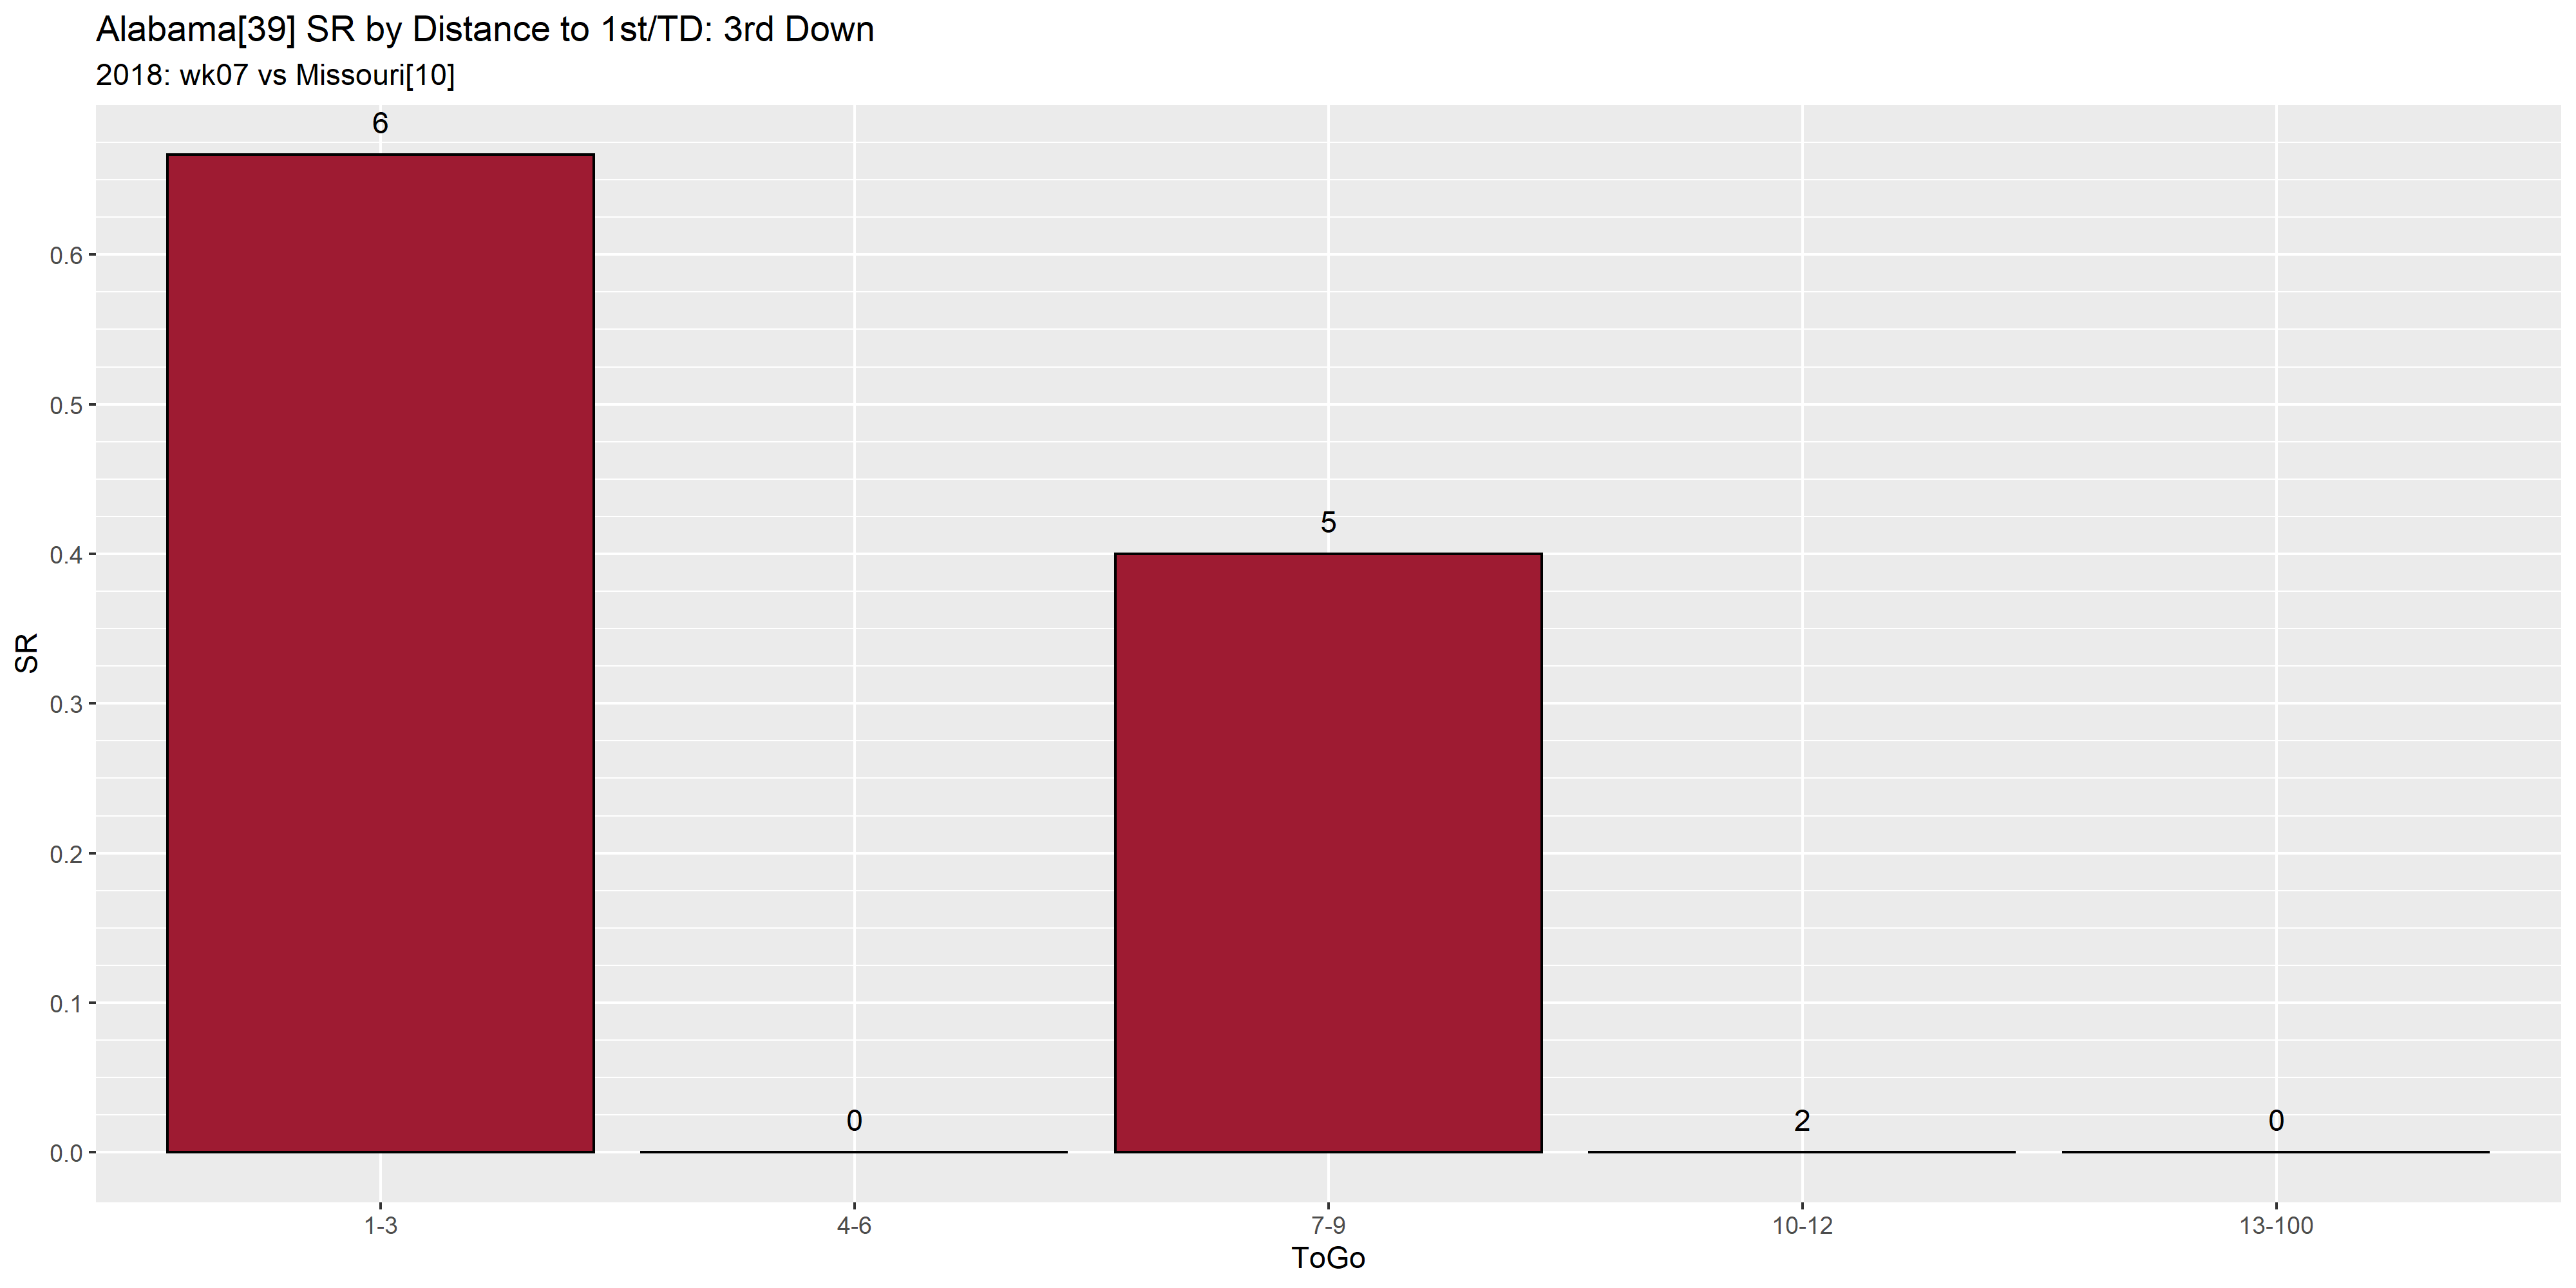 Alabama[39] SR by Distance to 1st/TD: 3rd Down
2018: wk07 vs Missouri[10]
6
0
5
2
0
0.6
0.5
0.4
0.3
0.2
0.1
0.0
SR
1-3 4-6 7-9 10-12 13-100
ToGo